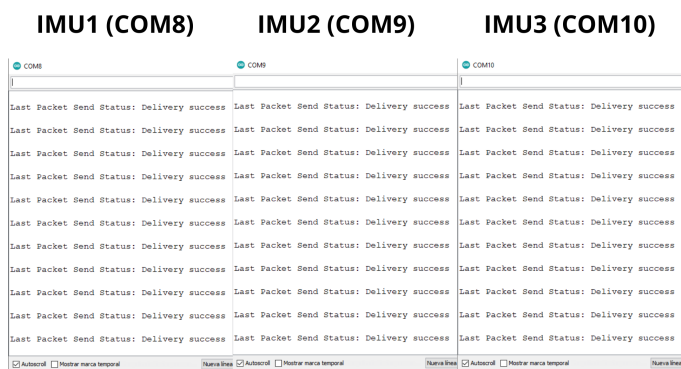 IMU1 (COM8)
COM8
Last Packet Send Status: Delivery success
Last Packet Send Status: Delivery success
Last Packet Send Status: Delivery success
Last Packet Send Status: Delivery success
Last Packet Send Status: Delivery success
Last Packet Send Status: Delivery success
Last Packet Send Status: Delivery success
Last Packet Send Status: Delivery success
Last Packet Send Status: Delivery success
Last Packet Send Status: Delivery success
Last Packet Send Status: Delivery success
Autoscroll Mostrar marca temporal Nueva línea
IMU2 (COM9)
COM9
Last Packet Send Status: Delivery success
Last Packet Send Status: Delivery success
Last Packet Send Status: Delivery success
Last Packet Send Status: Delivery success
Last Packet Send Status: Delivery success
Last Packet Send Status: Delivery success
Last Packet Send Status: Delivery success
Last Packet Send Status: Delivery success
Last Packet Send Status: Delivery success
Last Packet Send Status: Delivery success
Last Packet Send Status: Delivery success
Autoscroll Mostrar marca temporal Nueva línea
IMU3 (COM10)
COM10
Last Packet Send Status: Delivery success
Last Packet Send Status: Delivery success
Last Packet Send Status: Delivery success
Last Packet Send Status: Delivery success
Last Packet Send Status: Delivery success
Last Packet Send Status: Delivery success
Last Packet Send Status: Delivery success
Last Packet Send Status: Delivery success
Last Packet Send Status: Delivery success
Last Packet Send Status: Delivery success
Last Packet Send Status: Delivery success
Autoscroll Mostrar marca temporal Nueva línea